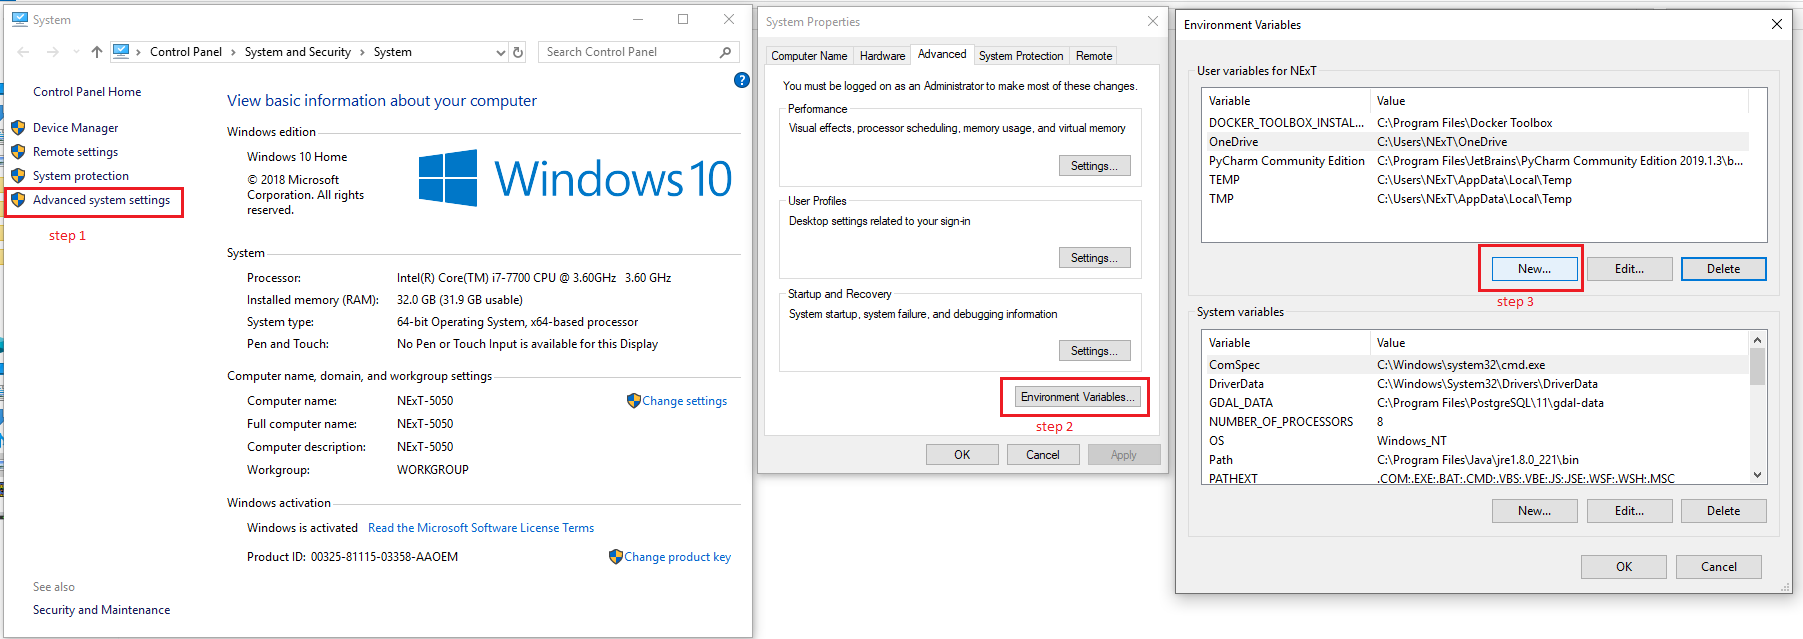 System
Control Panel › System and Security › System
Search Control Panel
Control Panel Home
Device Manager
Remote settings
System protection
Advanced system settings
step 1
See also
Security and Maintenance
?
View basic information about your computer
Windows edition
Windows 10 Home
© 2018 Microsoft
Corporation. All rights
reserved.
Windows 10
System
Processor: Intel(R) Core(TM) i7-7700 CPU @ 3.60GHz 3.60 GHz
Installed memory (RAM): 32.0 GB (31.9 GB usable)
System type: 64-bit Operating System, x64-based processor
Pen and Touch: No Pen or Touch Input is available for this Display
Computer name, domain, and workgroup settings
Computer name: NExT-5050
Change settings
Full computer name: NExT-5050
Computer description: NExT-5050
Workgroup: WORKGROUP
Windows activation
Windows is activated Read the Microsoft Software License Terms
Product ID: 00325-81115-03358-AAOEM
Change product key
System Properties
Computer Name Hardware Advanced System Protection Remote
You must be logged on as an Administrator to make most of these changes.
Performance
Visual effects, processor scheduling, memory usage, and virtual memory
Settings...
User Profiles
Desktop settings related to your sign-in
Settings...
Startup and Recovery
System startup, system failure, and debugging information
Settings...
Environment Variables...
step 2
OK Cancel Apply
Environment Variables
User variables for NExT
Variable Value
DOCKER_TOOLBOX_INSTAL... C:\Program Files\Docker Toolbox
OneDrive C:\Users\NExT\OneDrive
PyCharm Community Edition C:\Program Files\JetBrains\PyCharm Community Edition 2019.1.3\b...
TEMP C:\Users\NExT\AppData\Local\Temp
TMP C:\Users\NExT\AppData\Local\Temp
New... Edit... Delete
step 3
System variables
Variable Value
ComSpec C:\Windows\system32\cmd.exe
DriverData C:\Windows\System32\Drivers\DriverData
GDAL_DATA C:\Program Files\PostgreSQL\11\gdal-data
NUMBER_OF_PROCESSORS 8
OS Windows_NT
Path C:\Program Files\Java\jre1.8.0_221\bin
PATHEXT .COM;.EXE;.BAT;.CMD;.VBS;.VBE;.JS;.JSE;.WSF;.WSH;.MSC
New... Edit... Delete
OK Cancel